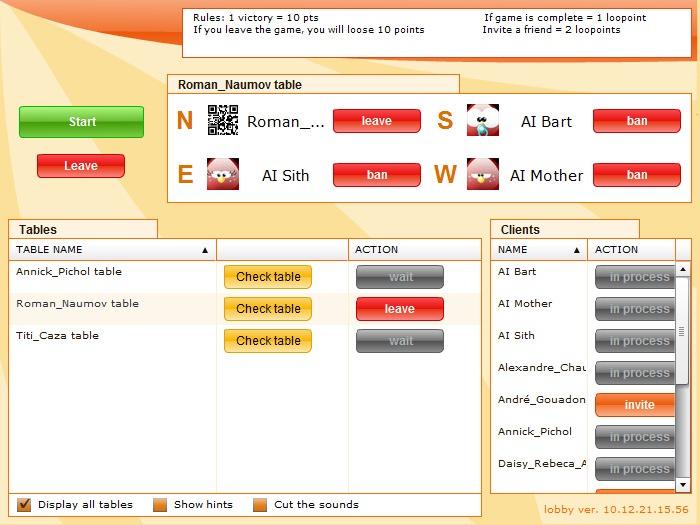 Rules: 1 victory = 10 pts If game is complete = 1 loopoint
If you leave the game, you will loose 10 points Invite a friend = 2 loopoints
Roman_Naumov table
Start
Leave
N Roman_... leave S AI Bart ban
E AI Sith ban W AI Mother ban
Tables
TABLE NAME ACTION
Annick_Pichol table Check table wait
Roman_Naumov table Check table leave
Titi_Caza table Check table wait
Clients
NAME ACTION
AI Bart in process
AI Mother in process
AI Sith in process
Alexandre_Chau in process
André_Gouadon invite
Annick_Pichol in process
Daisy_Rebeca_A in process
Display all tables Show hints Cut the sounds
lobby ver. 10.12.21.15.56